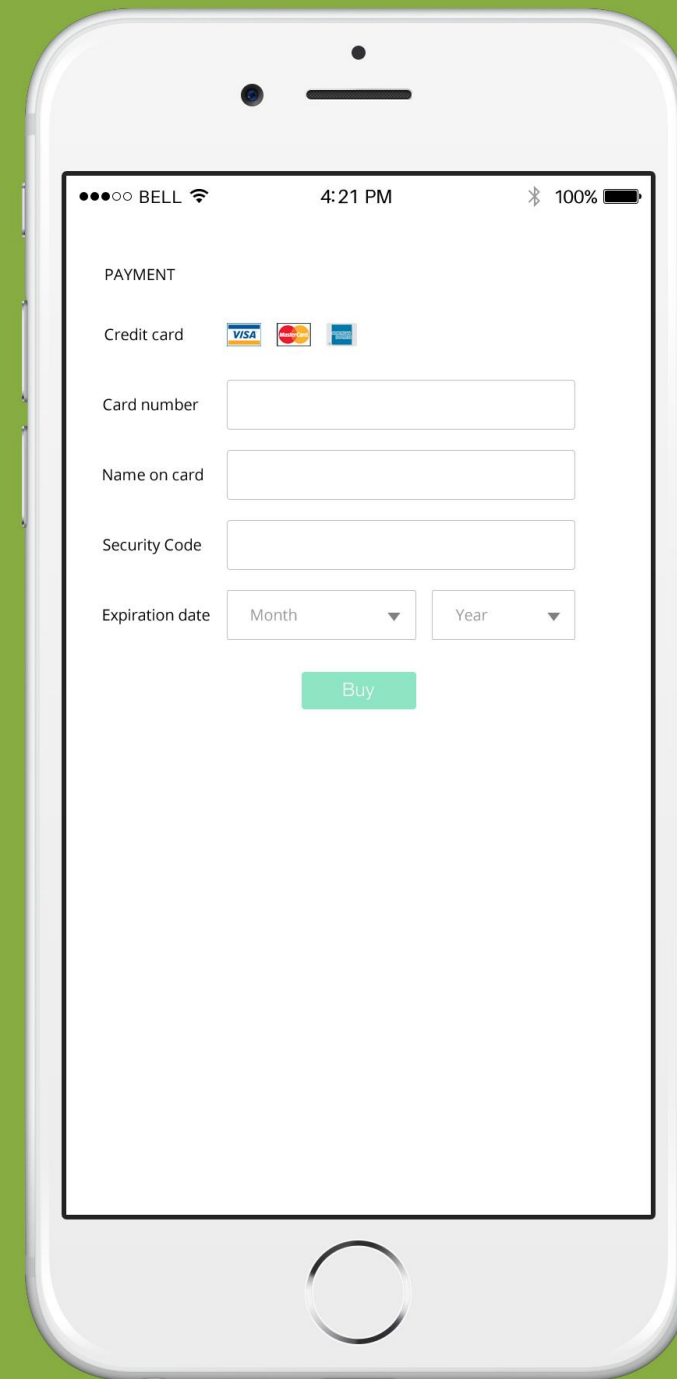 ●●●○○ BELL 4:21 PM 100%
PAYMENT
Credit card VISA MasterCard
Card number
Name on card
Security Code
Expiration date Month Year
Buy